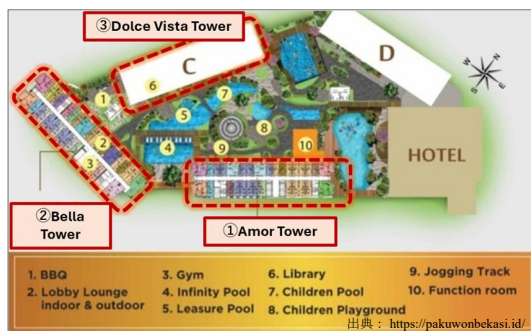 ③Dolce Vista Tower
C
D
N
W
E
S
HOTEL
6
7
1
5
8
2
9
4
10
3
②Bella
Tower
①Amor Tower
1. BBQ
2. Lobby Lounge
indoor & outdoor
3. Gym
4. Infinity Pool
5. Leasure Pool
6. Library
7. Children Pool
8. Children Playground
9. Jogging Track
10. Function room
出典： https://pakuwonbekasi.id/